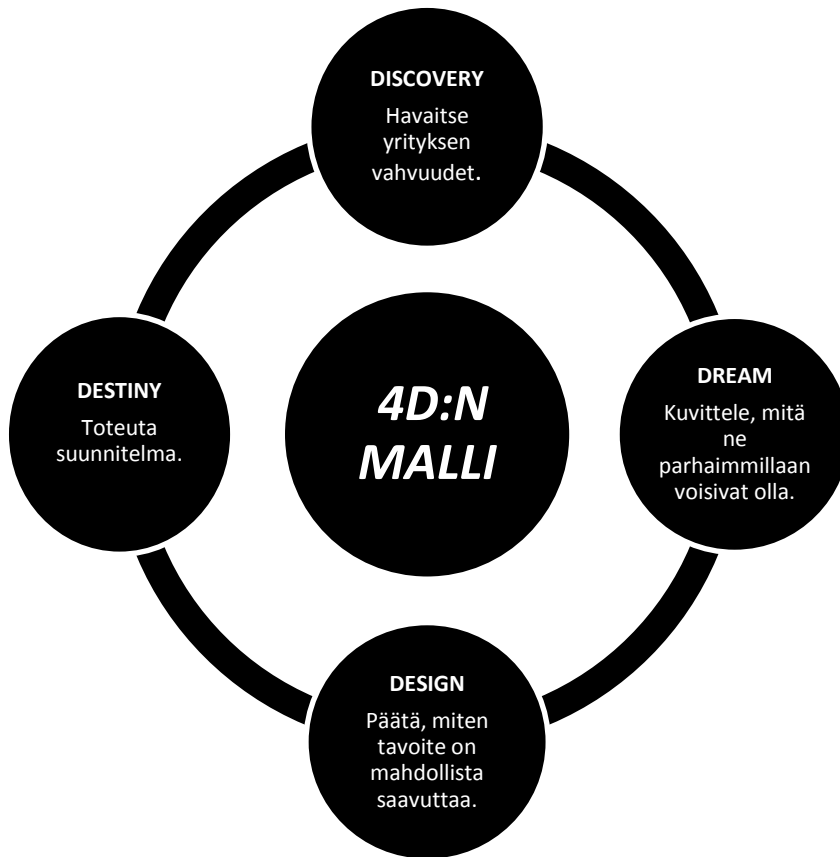 DISCOVERY
Havaitse
yrityksen
vahvuudet.
DREAM
Kuvittele, mitä
ne
parhaimmillaan
voisivat olla.
DESIGN
Päätä, miten
tavoite on
mahdollista
saavuttaa.
DESTINY
Toteuta
suunnitelma.
4D:N
MALLI